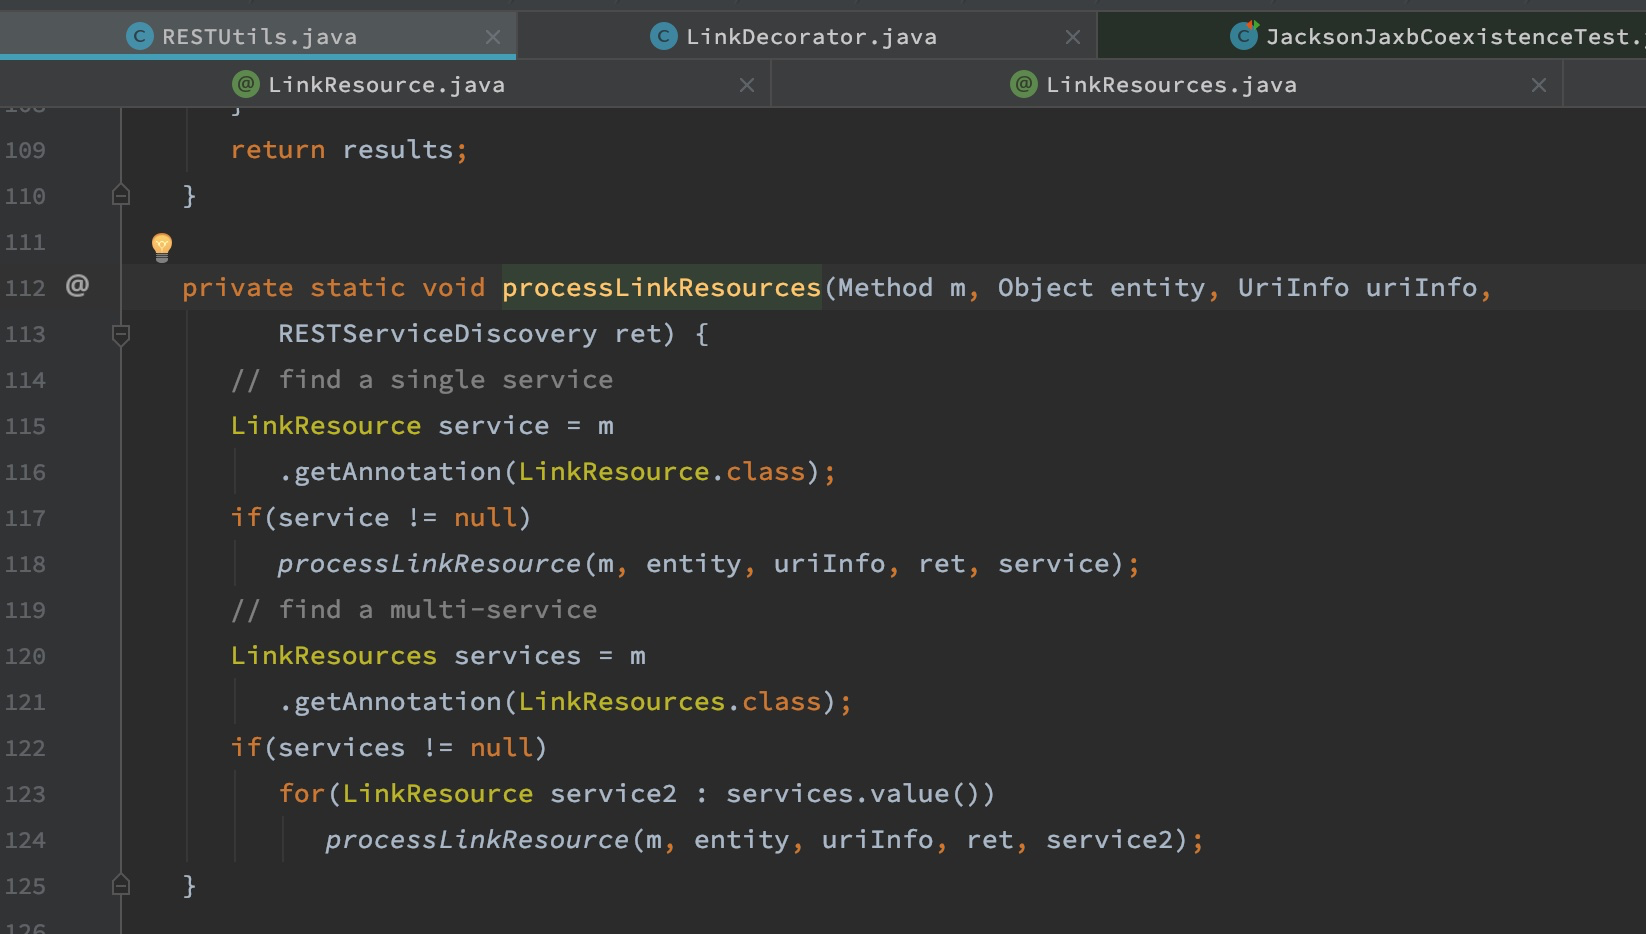 RESTUtils.java
LinkDecorator.java
JacksonJaxbCoexistenceTest.
LinkResource.java
LinkResources.java
}
109 return results;
110 }
111
112 @ private static void processLinkResources(Method m, Object entity, UriInfo uriInfo,
113 RESTServiceDiscovery ret) {
114 // find a single service
115 LinkResource service = m
116 .getAnnotation(LinkResource.class);
117 if(service != null)
118 processLinkResource(m, entity, uriInfo, ret, service);
119 // find a multi-service
120 LinkResources services = m
121 .getAnnotation(LinkResources.class);
122 if(services != null)
123 for(LinkResource service2 : services.value())
124 processLinkResource(m, entity, uriInfo, ret, service2);
125 }
126